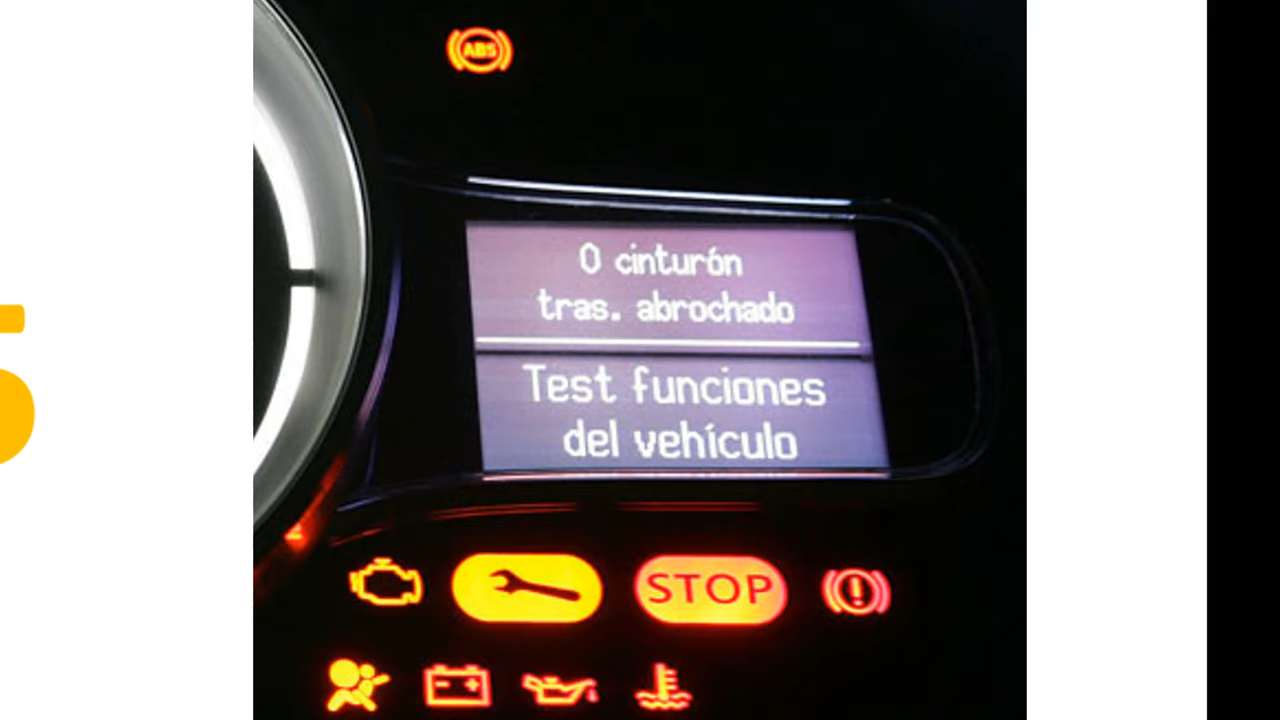 ABS
0 cinturón
tras. abrochado
Test funciones
del vehículo
STOP